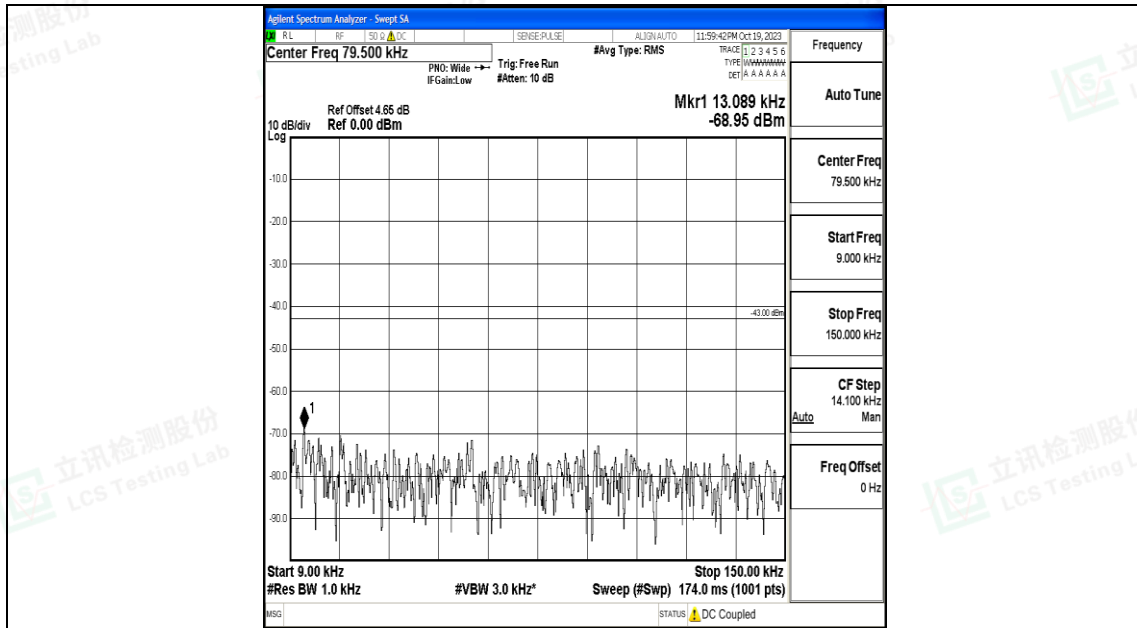 Agilent Spectrum Analyzer - Swept SA
LXI RL RF 50 Ω DC SENSE:PULSE ALIGN AUTO 11:59:42 PM Oct 19, 2023
Center Freq 79.500 kHz
PNO: Wide
IFGain:Low
Trig: Free Run
#Atten: 10 dB
#Avg Type: RMS
TRACE 1 2 3 4 5 6
TYPE
DET A A A A A A
Mkr1 13.089 kHz
-68.95 dBm
Ref Offset 4.65 dB
Ref 0.00 dBm
10 dB/div
Log
-10.0
-20.0
-30.0
-40.0
-43.00 dBm
-50.0
-60.0
1
-70.0
-80.0
-90.0
Start 9.00 kHz
Stop 150.00 kHz
#Res BW 1.0 kHz
#VBW 3.0 kHz*
Sweep (#Swp) 174.0 ms (1001 pts)
MSG
STATUS
DC Coupled
Frequency
Auto Tune
Center Freq
79.500 kHz
Start Freq
9.000 kHz
Stop Freq
150.000 kHz
CF Step
14.100 kHz
Auto Man
Freq Offset
0 Hz
立讯检测股份
LCS Testing Lab
立讯检测股份
LCS Testing L